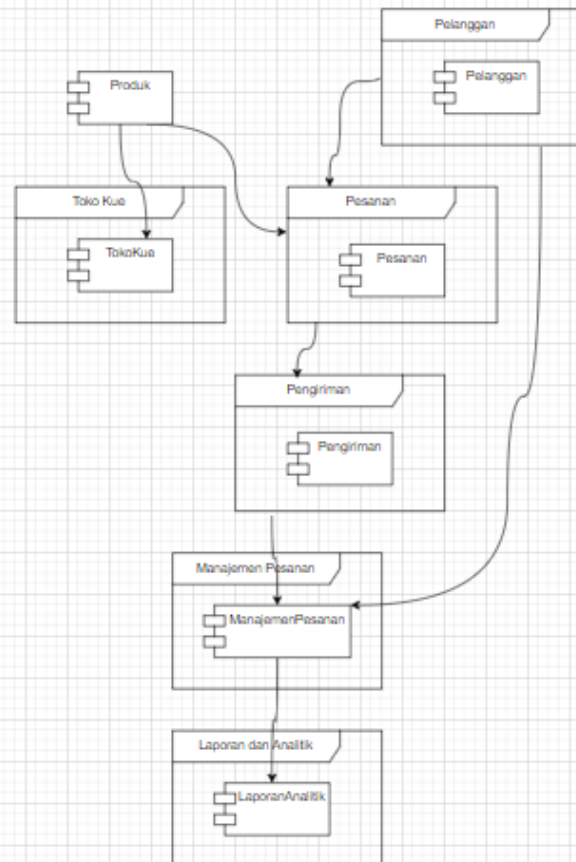 Pelanggan
Pelanggan
Produk
Toko Kue
TokoKue
Pesanan
Pesanan
Pengiriman
Pengiriman
Manajemen Pesanan
ManajemenPesanan
Laporan dan Analitik
LaporanAnalitik